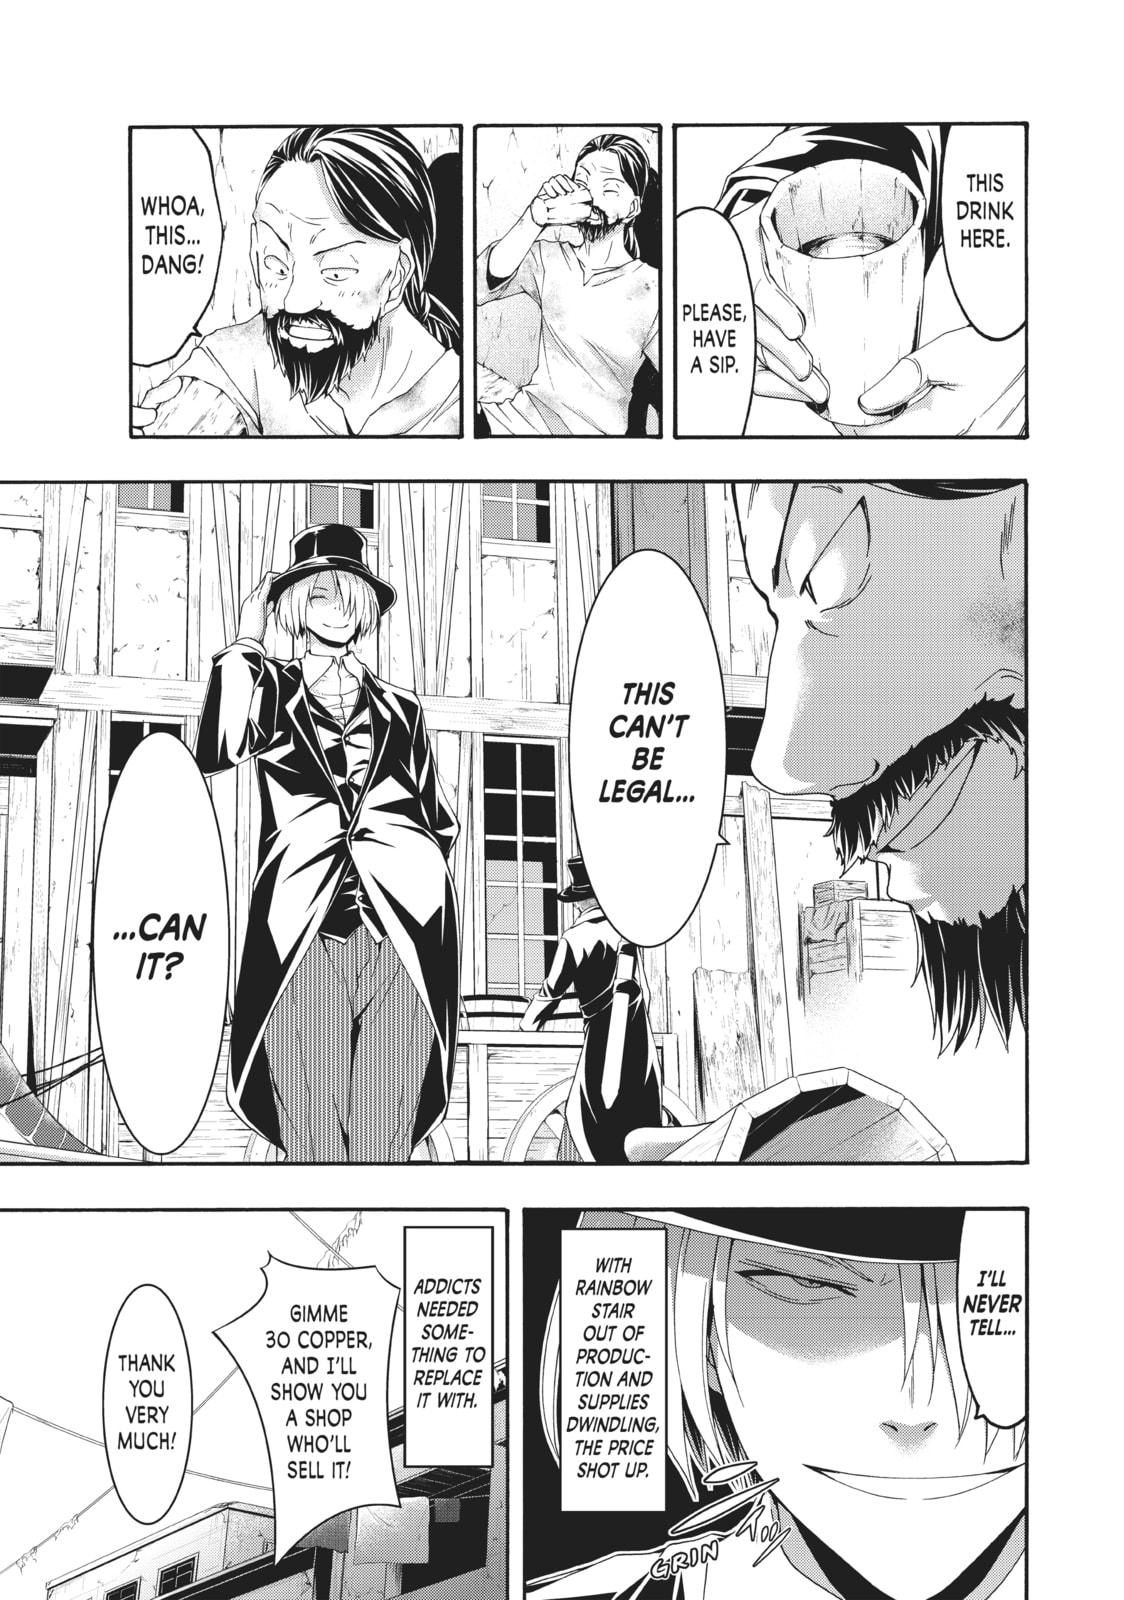 THIS
DRINK
HERE.
PLEASE,
HAVE
A SIP.
WHOA,
THIS...
DANG!
THIS
CAN'T
BE
LEGAL...
...CAN
IT?
I'LL
NEVER
TELL...
WITH
RAINBOW
STAIR
OUT OF
PRODUC-
TION AND
SUPPLIES
DWINDLING,
THE PRICE
SHOT UP.
GRIN
ADDICTS
NEEDED
SOME-
THING TO
REPLACE
IT WITH.
GIMME
30 COPPER,
AND I'LL
SHOW YOU
A SHOP
WHO'LL
SELL IT!
THANK
YOU
VERY
MUCH!